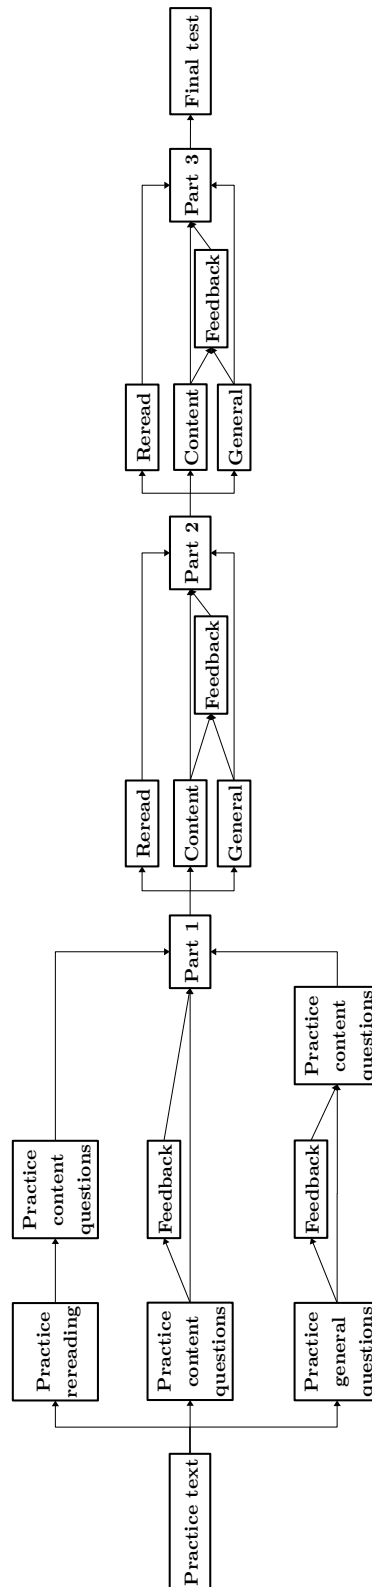 Practice text
Practice
rereading
Practice
content
questions
Practice
content
questions
Feedback
Practice
general
questions
Feedback
Practice
content
questions
Part 1
Reread
Content
General
Feedback
Part 2
Reread
Content
General
Feedback
Part 3
Final test